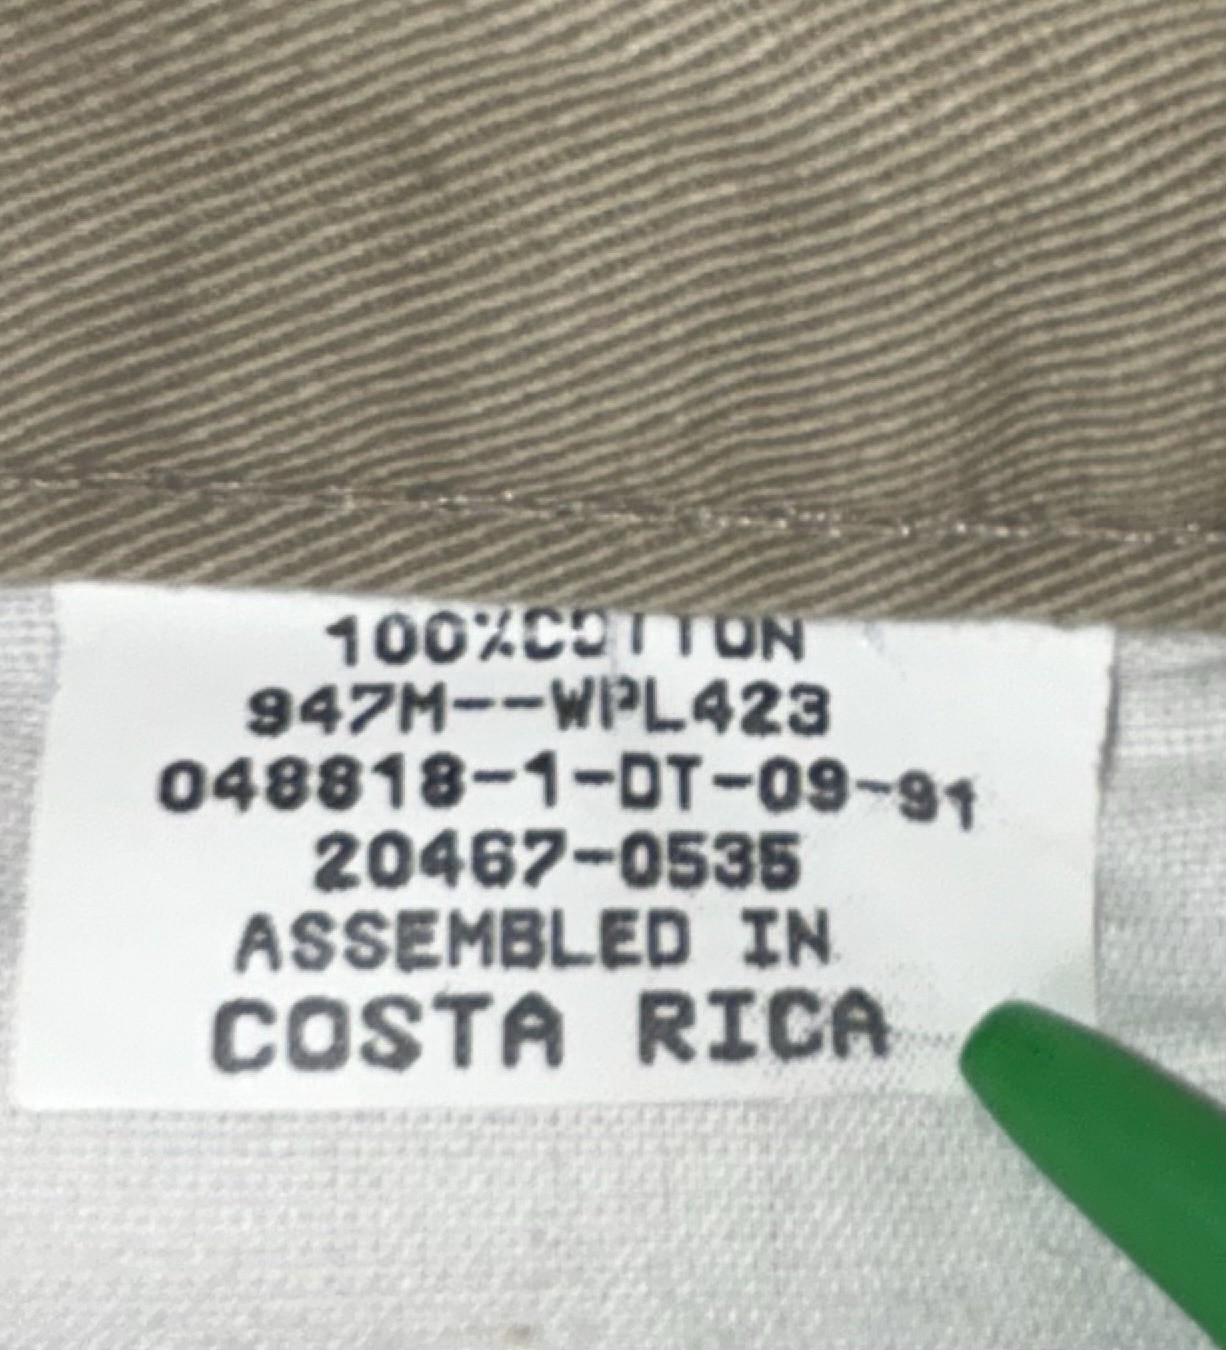 100%COTTON
947M--WPL423
048818-1-DT-09-91
20467-0535
ASSEMBLED IN
COSTA RICA